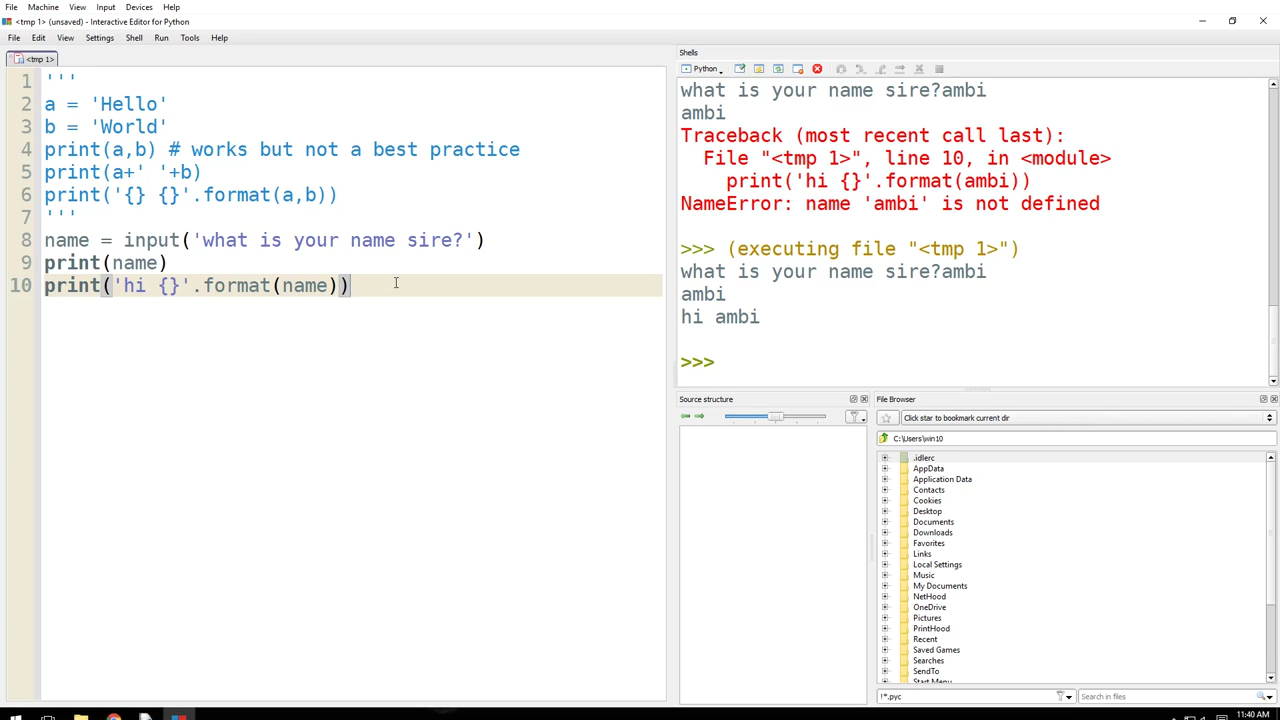 File Machine View Input Devices Help
<tmp 1> (unsaved) - Interactive Editor for Python
File Edit View Settings Shell Run Tools Help
<tmp 1>
1 '''
2 a = 'Hello'
3 b = 'World'
4 print(a,b) # works but not a best practice
5 print(a+' '+b)
6 print('{} {}'.format(a,b))
7 '''
8 name = input('what is your name sire?')
9 print(name)
10 print('hi {}'.format(name))
Shells
Python
what is your name sire?ambi
ambi
Traceback (most recent call last):
File "<tmp 1>", line 10, in <module>
print('hi {}'.format(ambi))
NameError: name 'ambi' is not defined
>>> (executing file "<tmp 1>")
what is your name sire?ambi
ambi
hi ambi
>>>
Source structure
File Browser
Click star to bookmark current dir
C:\Users\win10
.idlerc
AppData
Application Data
Contacts
Cookies
Desktop
Documents
Downloads
Favorites
Links
Local Settings
Music
My Documents
NetHood
OneDrive
Pictures
PrintHood
Recent
Saved Games
Searches
SendTo
Start Menu
!*.pyc
Search in files
11:40 AM